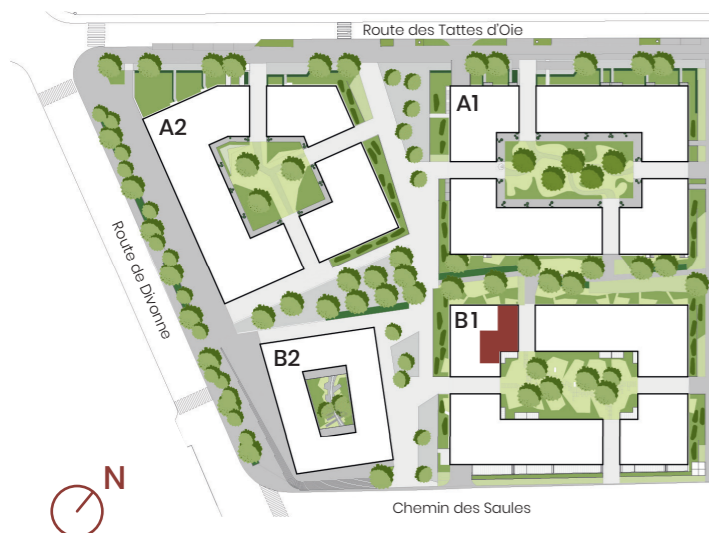 Route des Tattes d'Oie
A2
A1
Route de Divonne
B1
B2
N
Chemin des Saules